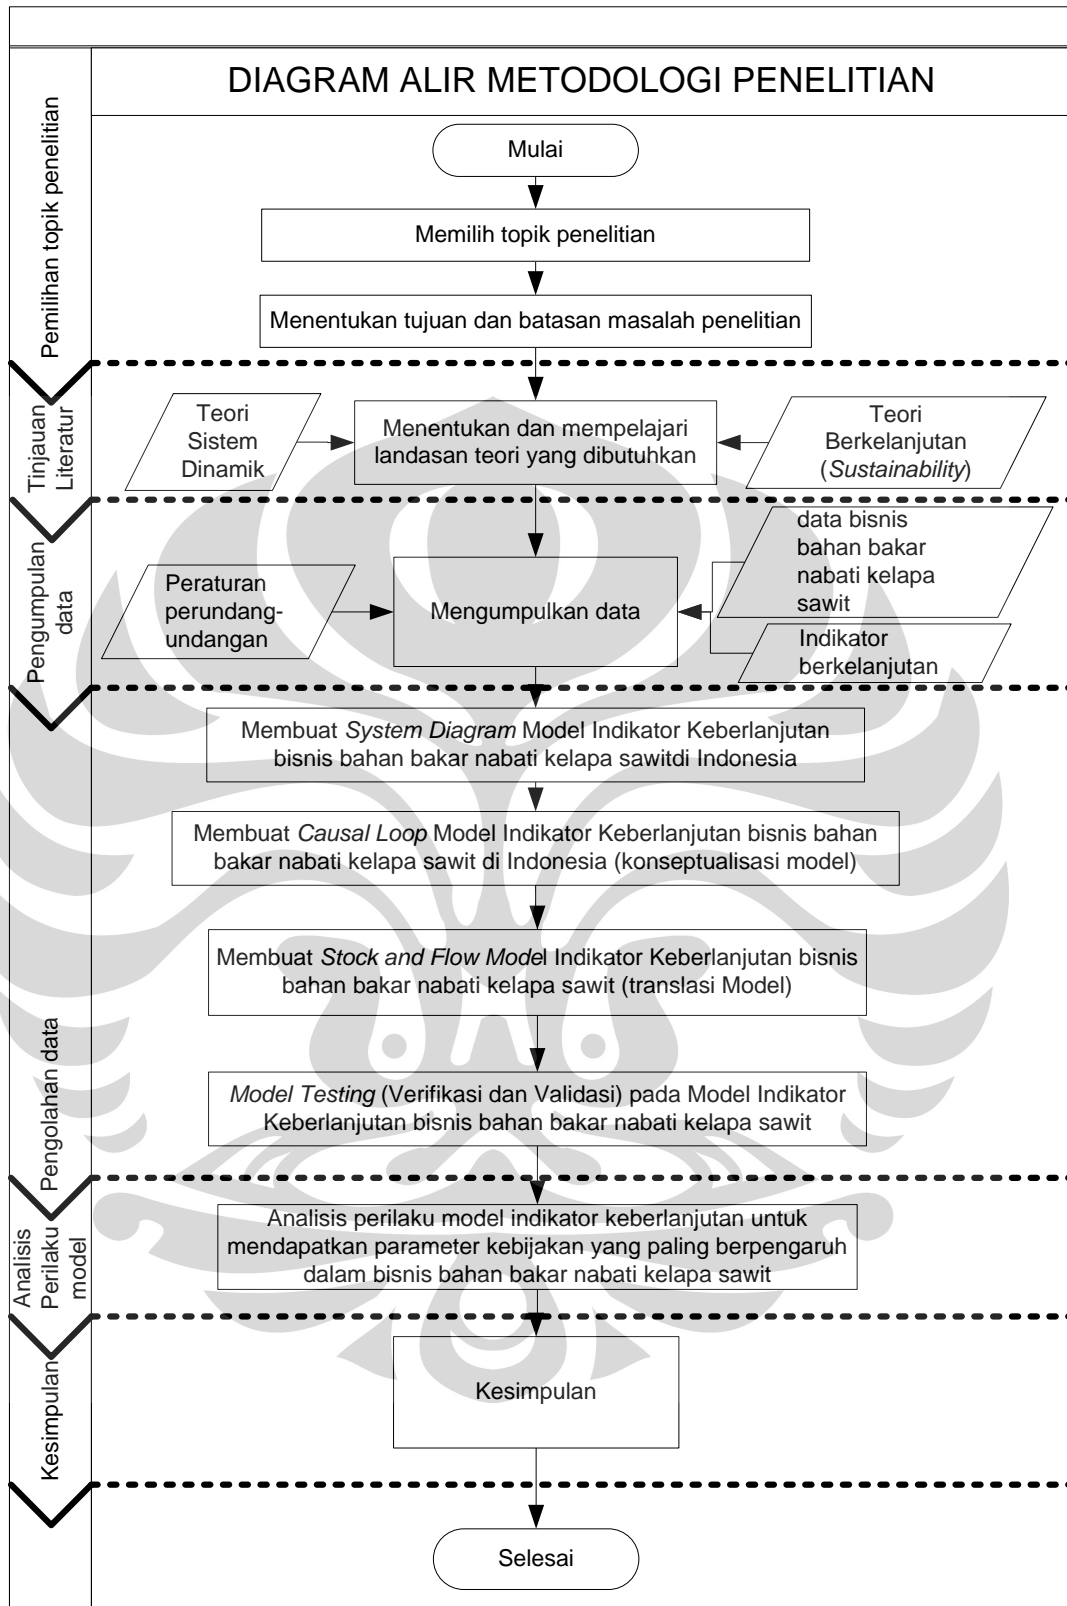 DIAGRAM ALIR METODOLOGI PENELITIAN
Pemilihan topik penelitian
Mulai
Memilih topik penelitian
Menentukan tujuan dan batasan masalah penelitian
Tinjauan
Literatur
Teori
Sistem
Dinamik
Menentukan dan mempelajari
landasan teori yang dibutuhkan
Teori
Berkelanjutan
(Sustainability)
Pengumpulan
data
Peraturan
perundang-
undangan
Mengumpulkan data
data bisnis
bahan bakar
nabati kelapa
sawit
Indikator
berkelanjutan
Pengolahan data
Membuat System Diagram Model Indikator Keberlanjutan
bisnis bahan bakar nabati kelapa sawitdi Indonesia
Membuat Causal Loop Model Indikator Keberlanjutan bisnis bahan
bakar nabati kelapa sawit di Indonesia (konseptualisasi model)
Membuat Stock and Flow Model Indikator Keberlanjutan bisnis
bahan bakar nabati kelapa sawit (translasi Model)
Model Testing (Verifikasi dan Validasi) pada Model Indikator
Keberlanjutan bisnis bahan bakar nabati kelapa sawit
Analisis
Perilaku
model
Analisis perilaku model indikator keberlanjutan untuk
mendapatkan parameter kebijakan yang paling berpengaruh
dalam bisnis bahan bakar nabati kelapa sawit
Kesimpulan
Kesimpulan
Selesai